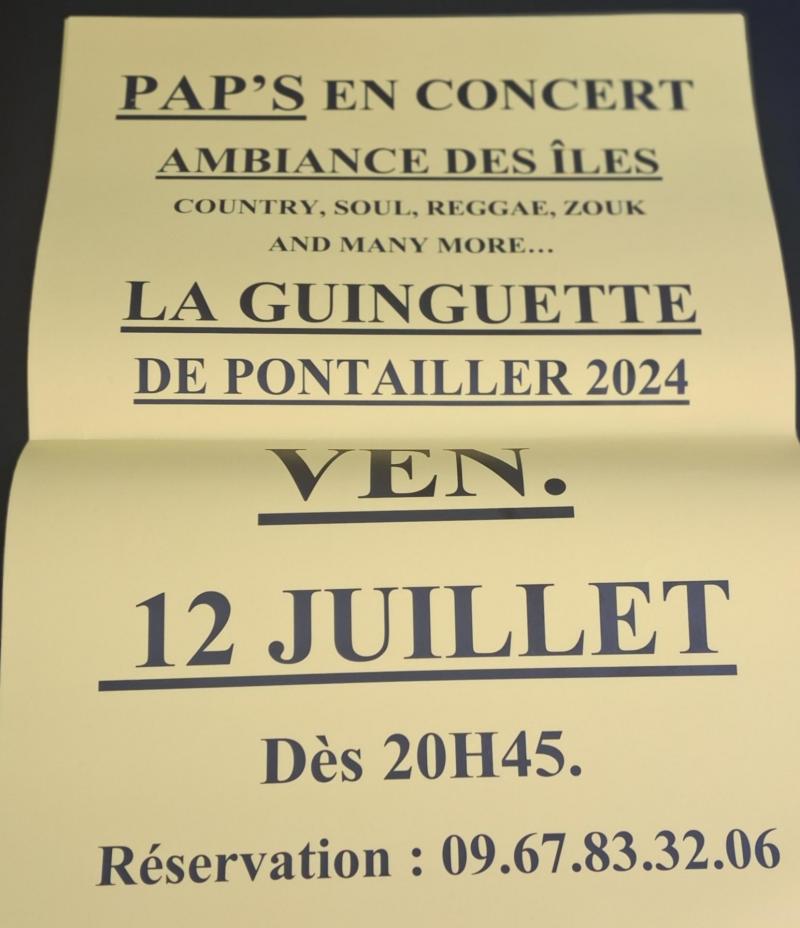 PAP'S EN CONCERT
AMBIANCE DES ÎLES
COUNTRY, SOUL, REGGAE, ZOUK
AND MANY MORE...
LA GUINGUETTE
DE PONTAILLER 2024
VEN.
12 JUILLET
Dès 20H45.
Réservation : 09.67.83.32.06